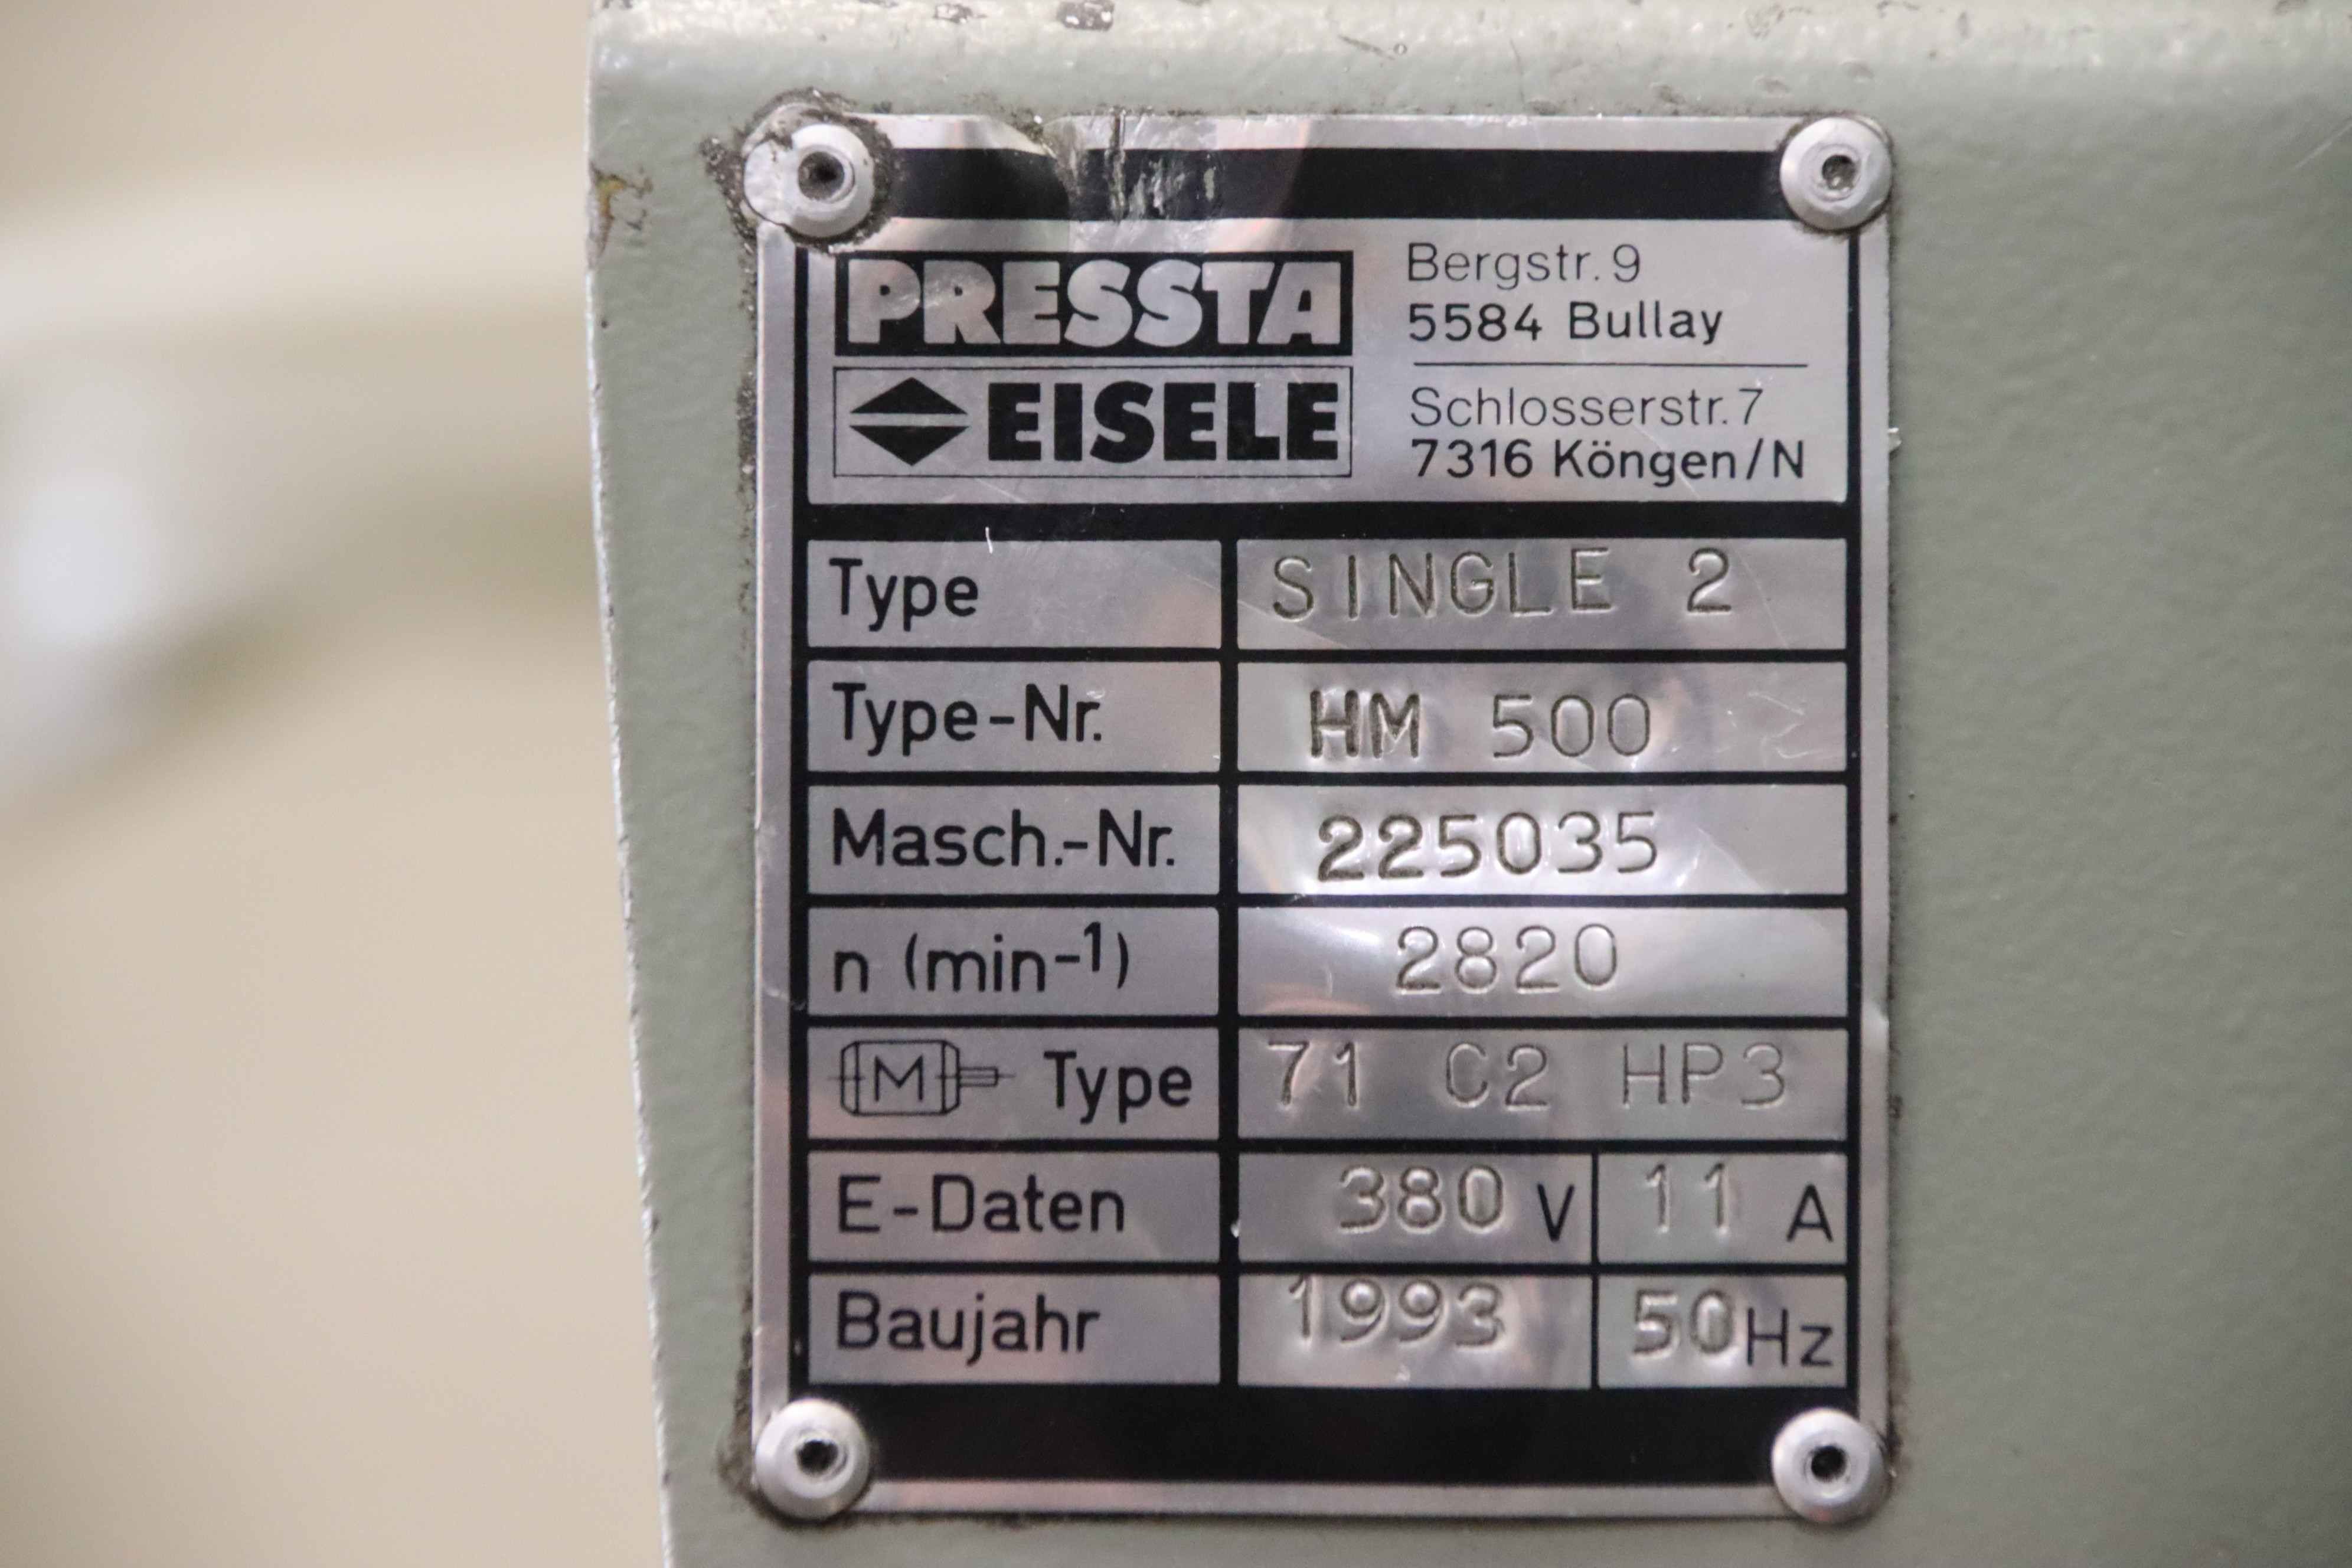 PRESSTA
Bergstr. 9
5584 Bullay
EISELE
Schlosserstr. 7
7316 Köngen/N
Type SINGLE 2
Type-Nr. HM 500
Masch.-Nr. 225035
n (min-1) 2820
M Type 71 C2 HP3
E-Daten 380 V 11 A
Baujahr 1993 50 Hz